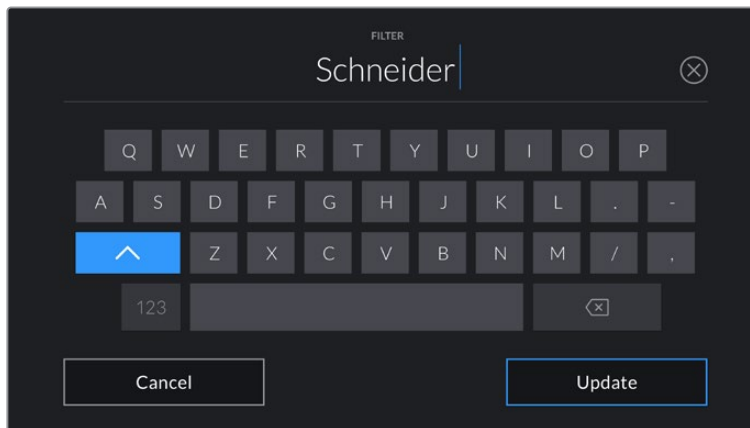 FILTER
Schneider
Q W E R T Y U I O P
A S D F G H J K L . -
Z X C V B N M / ,
123
Cancel Update